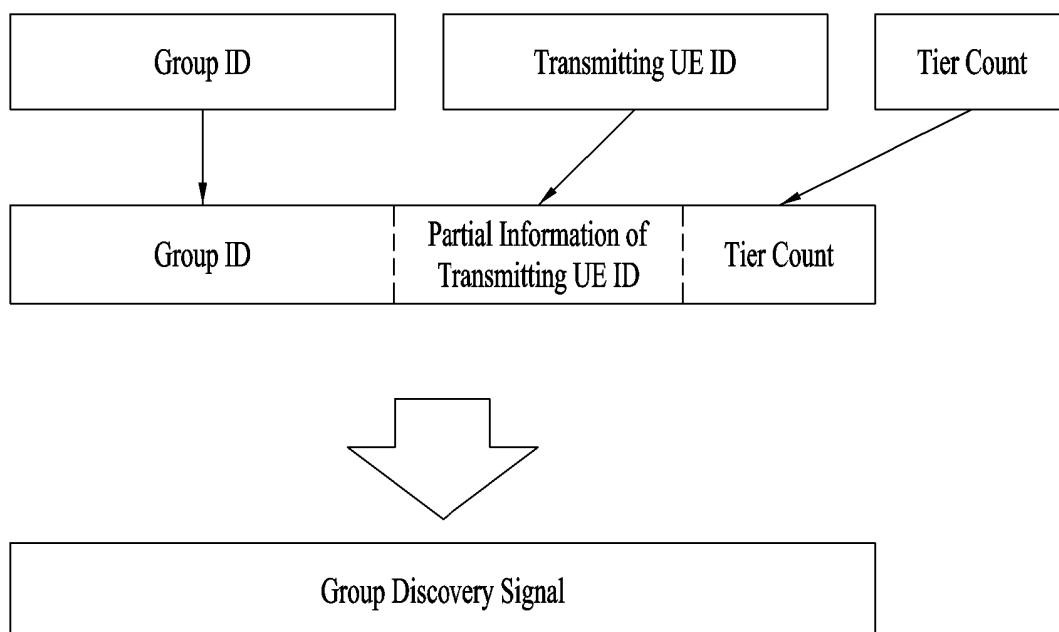 Group ID
Transmitting UE ID
Tier Count
Group ID
Partial Information of
Transmitting UE ID
Tier Count
Group Discovery Signal